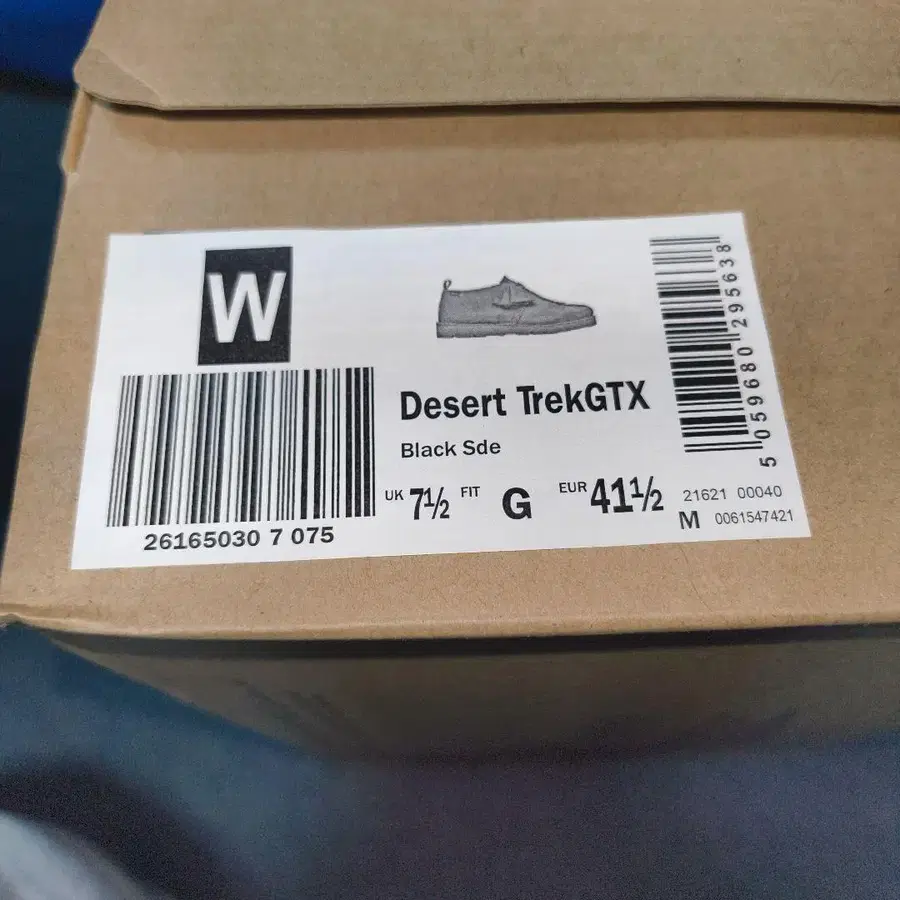 W
Desert TrekGTX
Black Sde
UK 7½ FIT G EUR 41½
26165030 7 075
5 059680 295638
21621 00040
M 0061547421